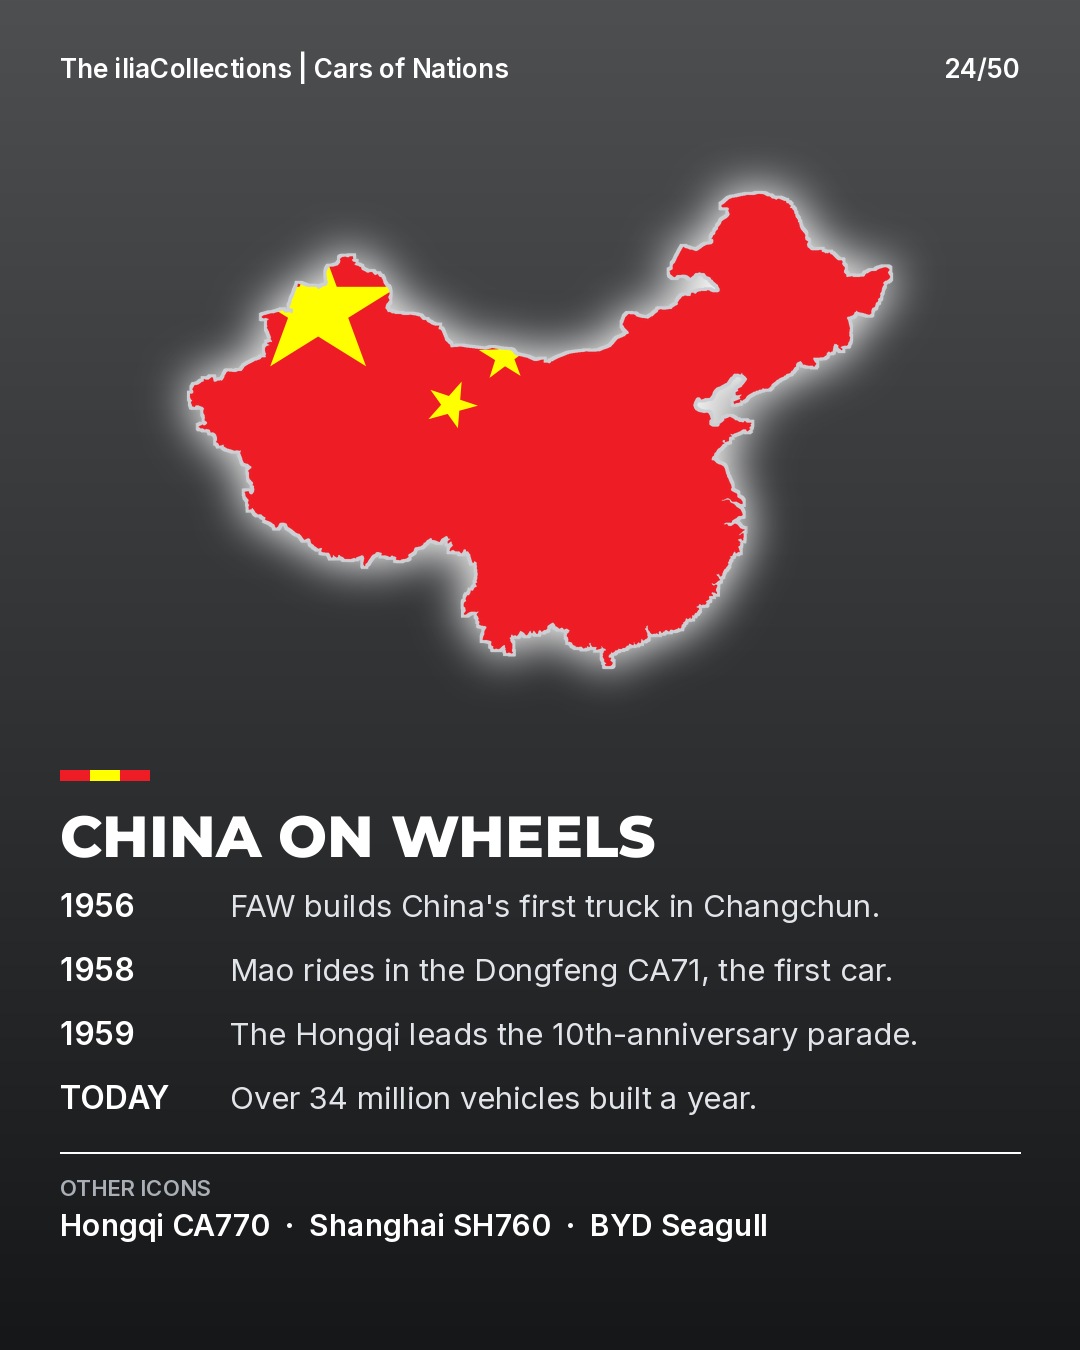 The iliaCollections | Cars of Nations
24/50
CHINA ON WHEELS
1956 FAW builds China's first truck in Changchun.
1958 Mao rides in the Dongfeng CA71, the first car.
1959 The Hongqi leads the 10th-anniversary parade.
TODAY Over 34 million vehicles built a year.
OTHER ICONS
Hongqi CA770 · Shanghai SH760 · BYD Seagull